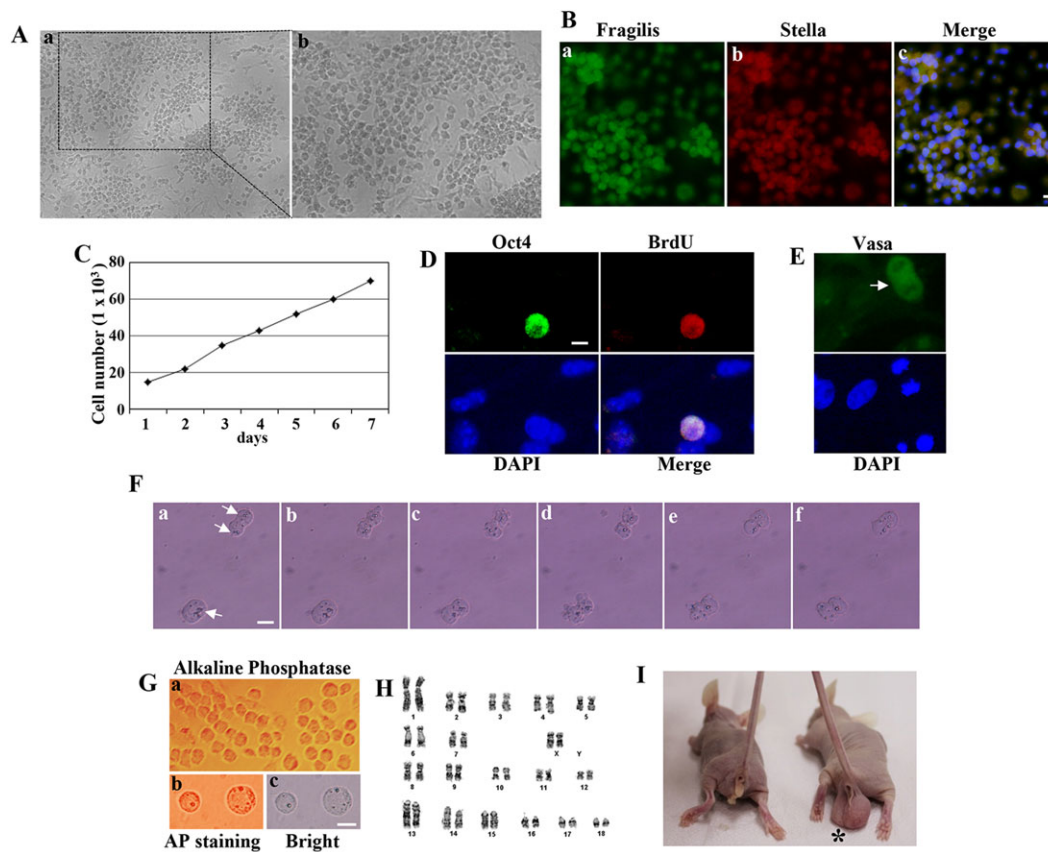 A
a
b
B
Fragilis
Stella
Merge
a
b
c
C
Cell number (1 x 10³)
80
60
40
20
0
1 2 3 4 5 6 7
days
D
Oct4
BrdU
DAPI
Merge
E
Vasa
DAPI
F
a
b
c
d
e
f
G
Alkaline Phosphatase
a
b
c
AP staining
Bright
H
1 2 3 4 5
6 7 X Y
8 9 10 11 12
13 14 15 16 17 18
I
*